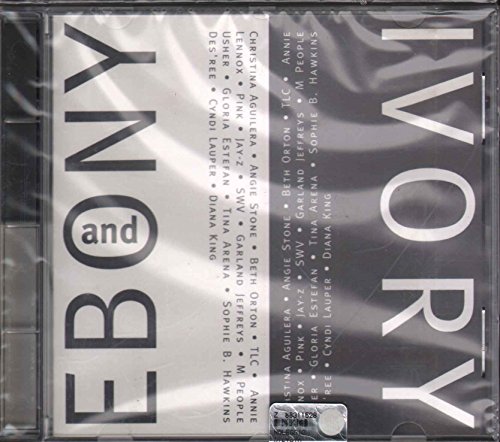 EBONY
and
CHRISTINA AGUILERA • ANGIE STONE • BETH ORTON • TLC • ANNIE
LENNOX • PINK • JAY-Z • SWV • GARLAND JEFFREYS • M PEOPLE
USHER • GLORIA ESTEFAN • TINA ARENA • SOPHIE B. HAWKINS
DES'REE • CYNDI LAUPER • DIANA KING
AGUILERA • ANGIE STONE • BETH ORTON • TLC • ANNIE
• PINK • JAY-Z • SWV • GARLAND JEFFREYS • M PEOPLE
• GLORIA ESTEFAN • TINA ARENA • SOPHIE B. HAWKINS
• CYNDI LAUPER • DIANA KING
IVORY